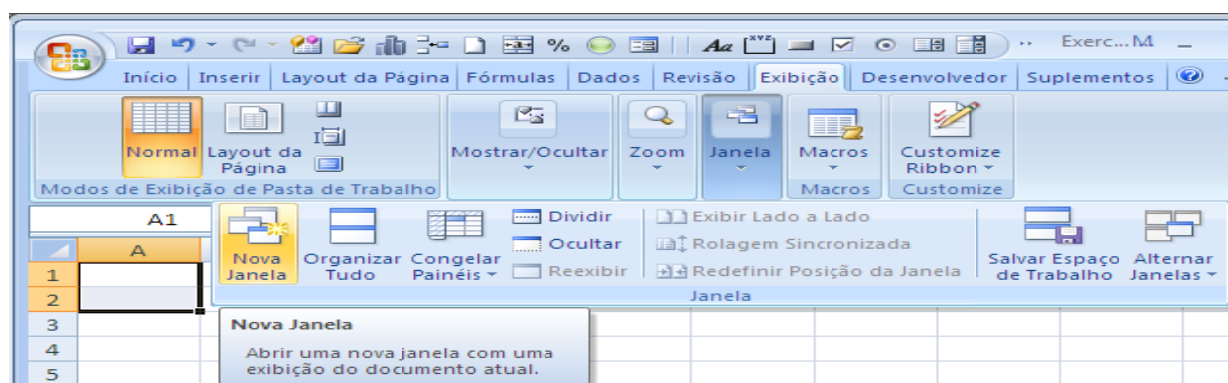 Aa XYZ Exerc...M
Início Inserir Layout da Página Fórmulas Dados Revisão Exibição Desenvolvedor Suplementos
Normal Layout da Página Mostrar/Ocultar Zoom Janela Macros Customize Ribbon
Modos de Exibição de Pasta de Trabalho Macros Customize
A1
Nova Janela Organizar Tudo Congelar Painéis Dividir Ocultar Reexibir Exibir Lado a Lado Rolagem Sincronizada Redefinir Posição da Janela Salvar Espaço de Trabalho Alternar Janelas
Janela
A
1
2
3
4
5
Nova Janela
Abrir uma nova janela com uma
exibição do documento atual.